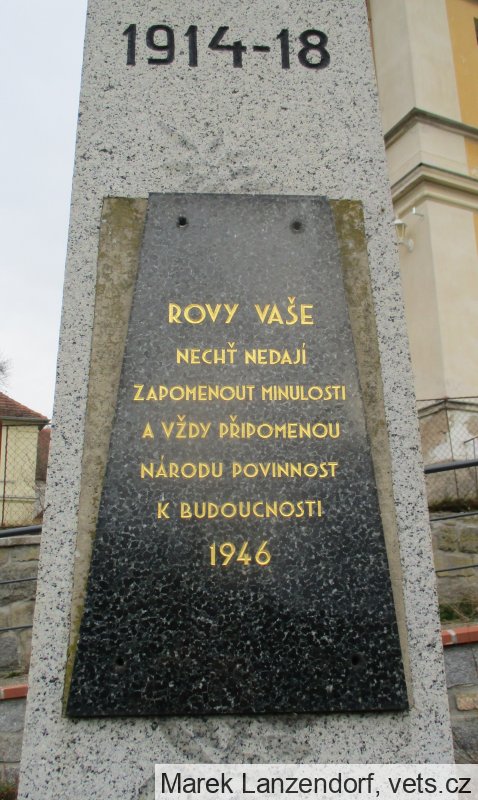 1914-18
ROVY VAŠE
NECHŤ NEDAJÍ
ZAPOMENOUT MINULOSTI
A VŽDY PŘIPOMENOU
NÁRODU POVINNOST
K BUDOUCNOSTI
1946
Marek Lanzendorf, vets.cz